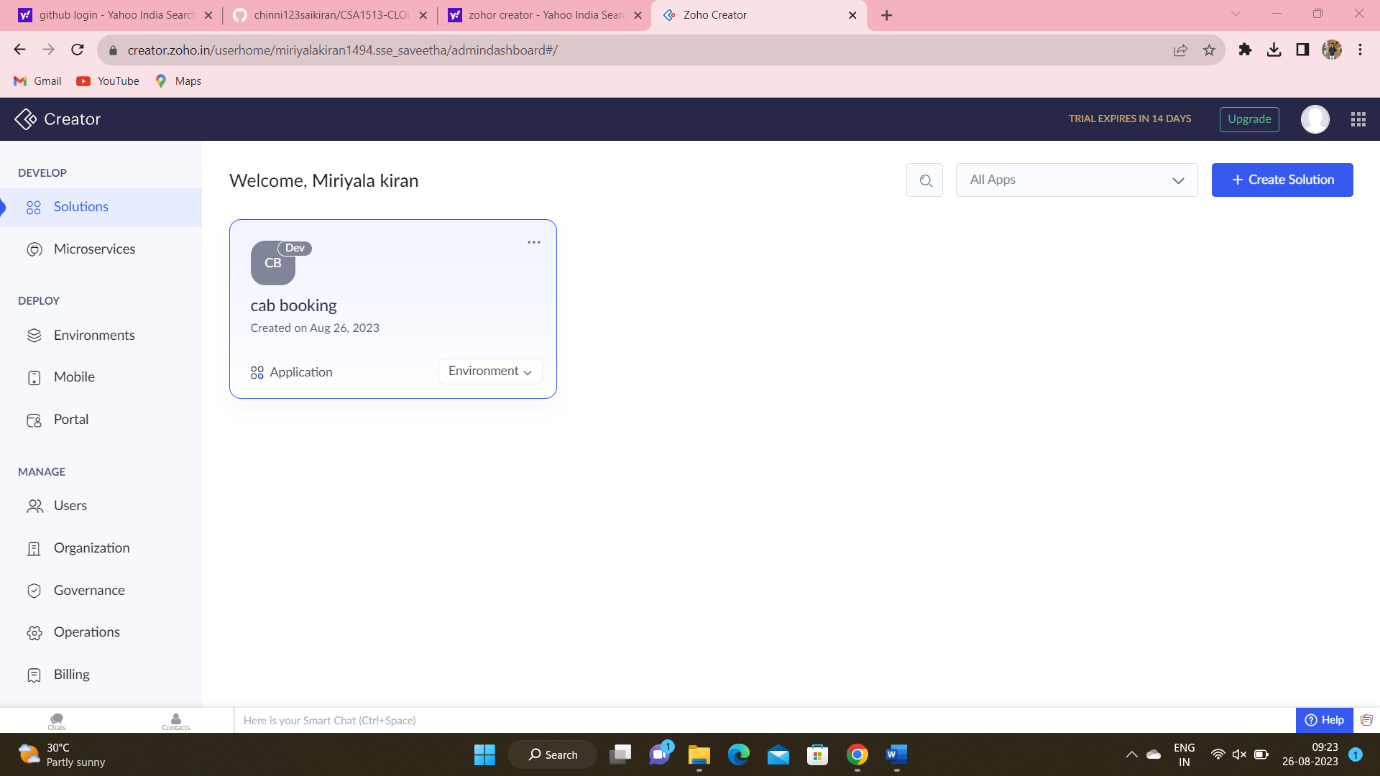 github login - Yahoo India Searc
chinni123saikiran/CSA1513-CLOU
zohor creator - Yahoo India Searc
Zoho Creator
creator.zoho.in/userhome/miriyalakiran1494.sse_saveetha/admindashboard#/
Gmail
YouTube
Maps
Creator
TRIAL EXPIRES IN 14 DAYS
Upgrade
DEVELOP
Solutions
Microservices
DEPLOY
Environments
Mobile
Portal
MANAGE
Users
Organization
Governance
Operations
Billing
Welcome, Miriyala kiran
All Apps
+ Create Solution
Dev
CB
cab booking
Created on Aug 26, 2023
Application
Environment
Chats
Contacts
Here is your Smart Chat (Ctrl+Space)
Help
30°C
Partly sunny
Search
1
ENG
IN
09:23
26-08-2023
1